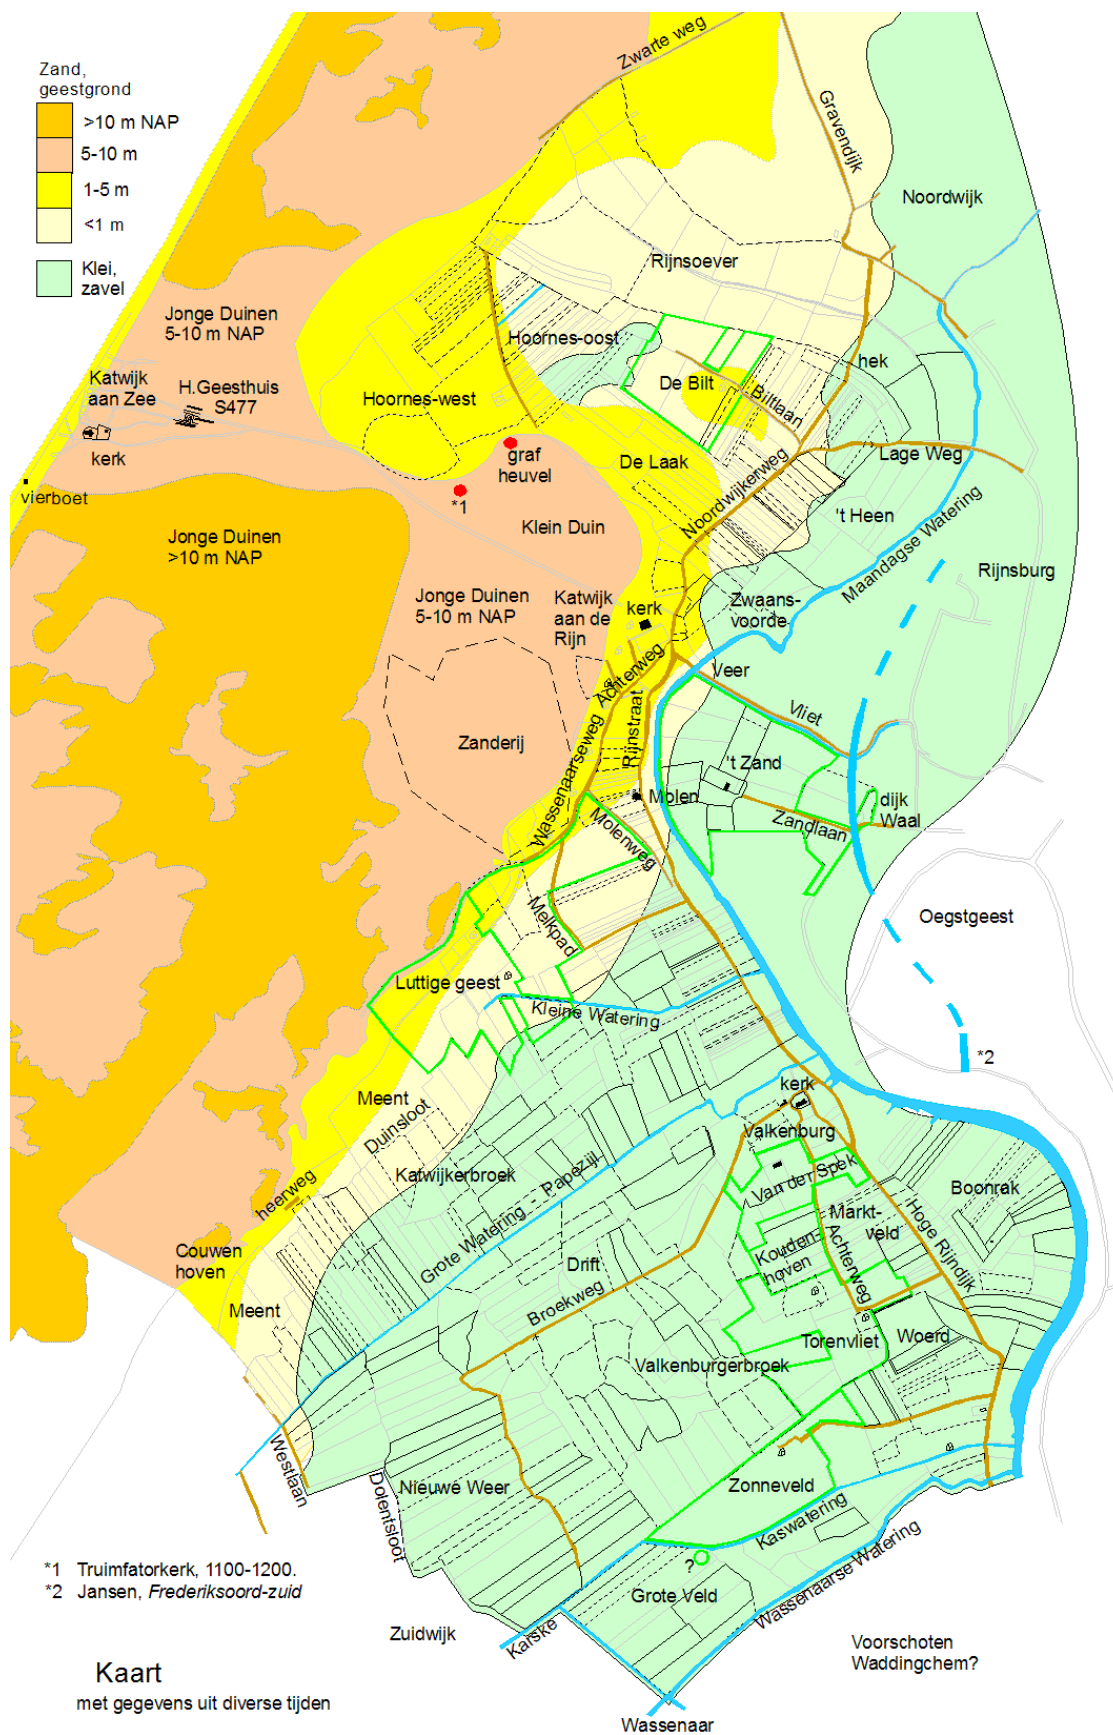 Zand,
geestgrond
>10 m NAP
5-10 m
1-5 m
<1 m
Klei,
zavel
Zwarte weg
Gravendijk
Noordwijk
Rijnsoever
Jonge Duinen
5-10 m NAP
Hoornes-oost
hek
De Bilt
Biltlaan
Katwijk
aan Zee
H.Geesthuis
S477
Hoornes-west
kerk
graf
heuvel
De Laak
Lage Weg
Noordwijkerweg
vierboet
*1
Klein Duin
't Heen
Maandagse Watering
Jonge Duinen
>10 m NAP
Rijnsburg
Jonge Duinen
5-10 m NAP
Katwijk
aan de
Rijn
kerk
Zwaans-
voorde
Achterweg
Veer
Vliet
Rijnstraat
Zanderij
't Zand
Wassenaarseweg
Molen
dijk
Waal
Zandlaan
Molenweg
Melkpad
Oegstgeest
Luttige geest
Kleine Watering
*2
kerk
Meent
Duinsloot
Valkenburg
Katwijkerbroek
Papezijl
Van der Spek
Boonrak
heerweg
Markt-
veld
Hoge Rijndijk
Grote Watering
Kouden-
hoven
Achterweg
Couwen
hoven
Drift
Broekweg
Meent
Torenvliet
Woerd
Valkenburgerbroek
Westlaan
Dolentsloot
Nieuwe Weer
Zonneveld
Kaswatering
?
Wassenaarse Watering
Grote Veld
*1 Truimfatorkerk, 1100-1200.
*2 Jansen, Frederiksoord-zuid
Zuidwijk
Karske
Voorschoten
Waddingchem?
Kaart
met gegevens uit diverse tijden
Wassenaar